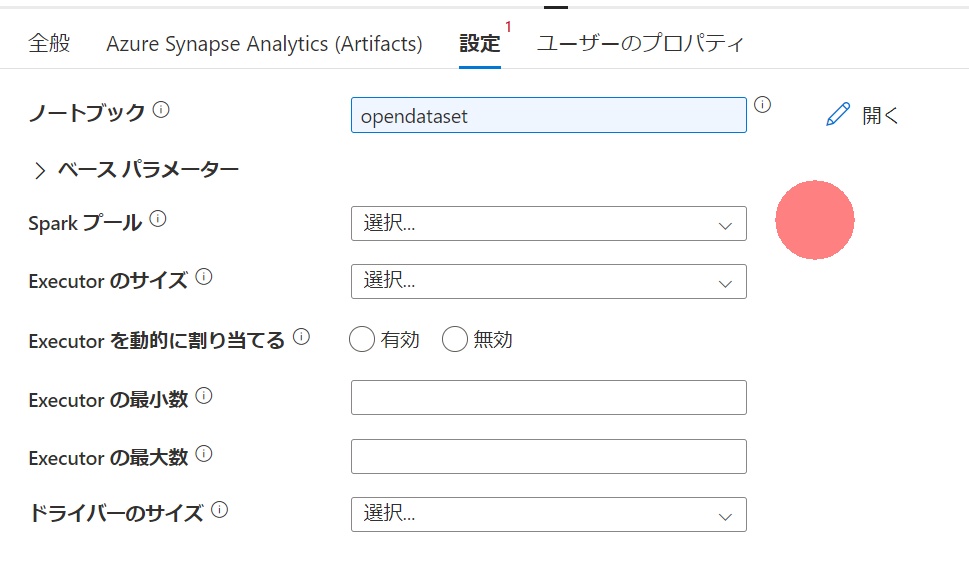 全般 Azure Synapse Analytics (Artifacts) 設定 1 ユーザーのプロパティ
ノートブック opendataset 開く
ベース パラメーター
Spark プール 選択...
Executor のサイズ 選択...
Executor を動的に割り当てる 有効 無効
Executor の最小数
Executor の最大数
ドライバーのサイズ 選択...